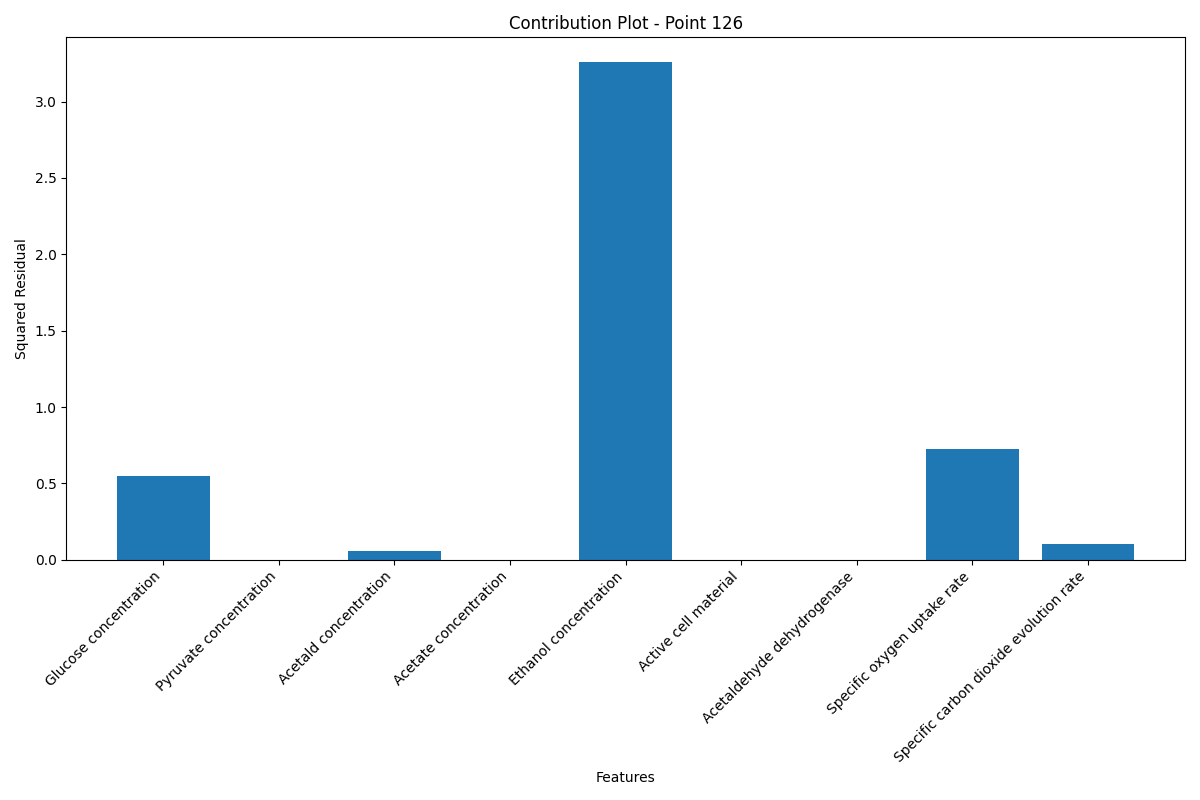 Contribution Plot - Point 126
Squared Residual
3.0
2.5
2.0
1.5
1.0
0.5
0.0
Glucose concentration
Pyruvate concentration
Acetald concentration
Acetate concentration
Ethanol concentration
Active cell material
Acetaldehyde dehydrogenase
Specific oxygen uptake rate
Specific carbon dioxide evolution rate
Features